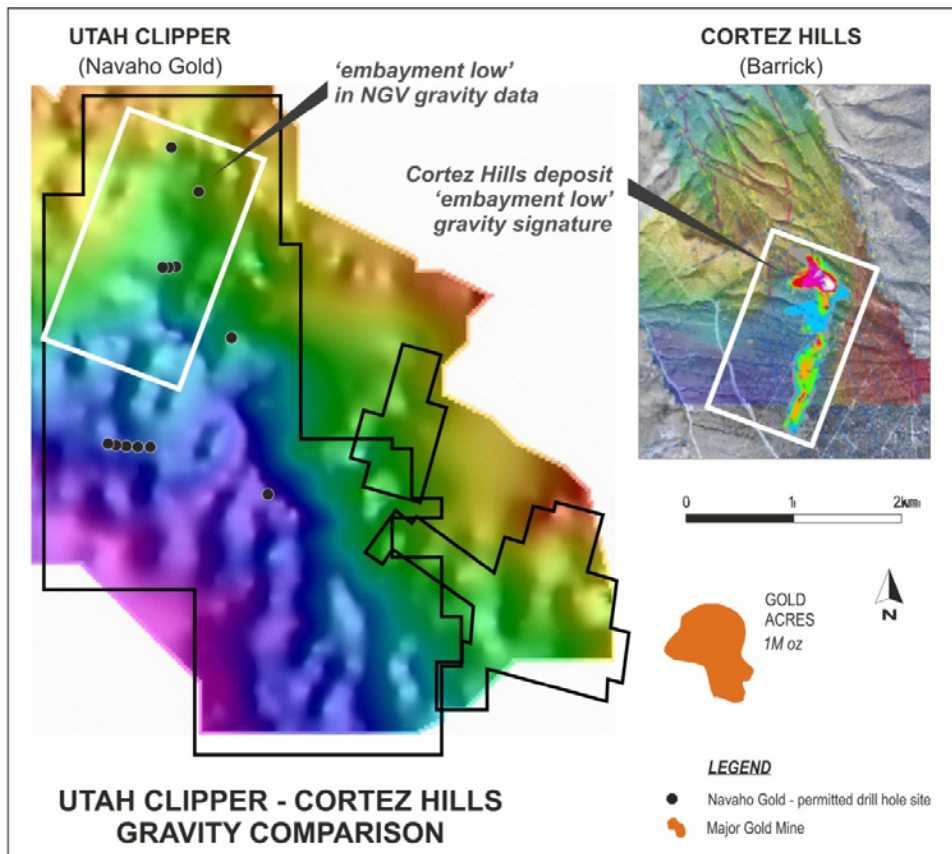 UTAH CLIPPER
(Navaho Gold)
'embayment low'
in NGV gravity data
CORTEZ HILLS
(Barrick)
Cortez Hills deposit
'embayment low'
gravity signature
0 1 2km
N
GOLD
ACRES
1M oz
LEGEND
Navaho Gold - permitted drill hole site
Major Gold Mine
UTAH CLIPPER - CORTEZ HILLS
GRAVITY COMPARISON